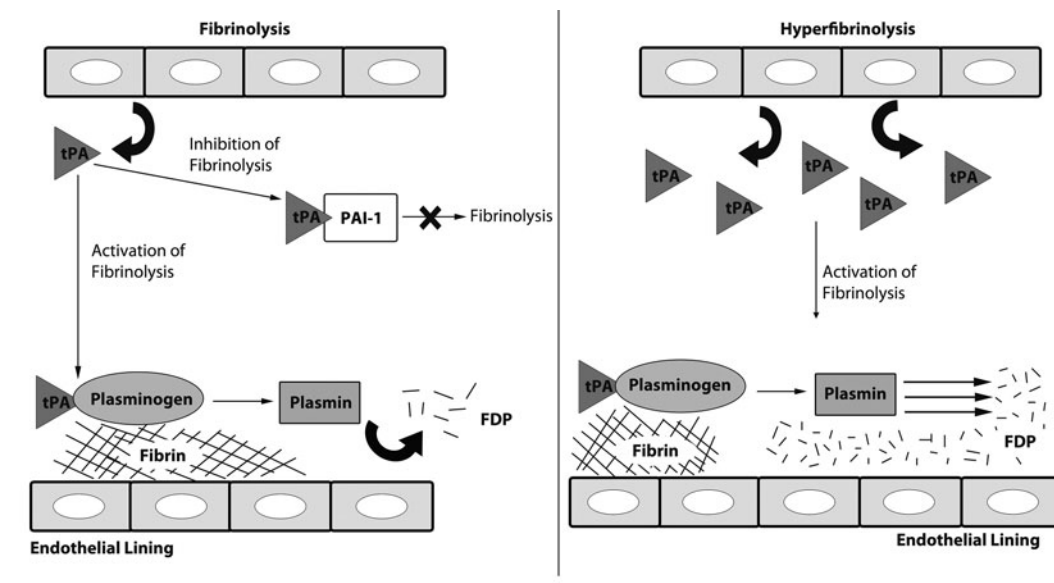 Fibrinolysis
tPA
Inhibition of
Fibrinolysis
tPA
PAI-1
Fibrinolysis
Activation of
Fibrinolysis
tPA
Plasminogen
Plasmin
FDP
Fibrin
Endothelial Lining
Hyperfibrinolysis
tPA
tPA
tPA
tPA
tPA
Activation of
Fibrinolysis
tPA
Plasminogen
Plasmin
FDP
Fibrin
Endothelial Lining